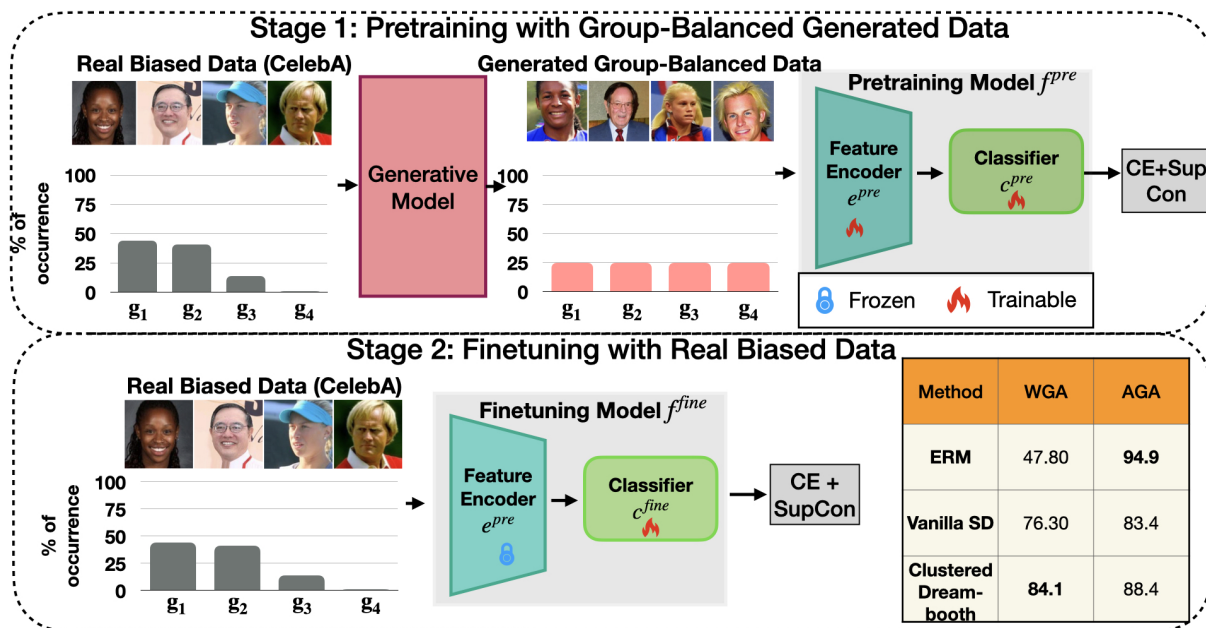 Stage 1: Pretraining with Group-Balanced Generated Data
Real Biased Data (CelebA)
% of occurrence
100
75
50
25
0
g1
g2
g3
g4
Generative
Model
Generated Group-Balanced Data
100
75
50
25
0
g1
g2
g3
g4
Pretraining Model f^pre
Feature
Encoder
e^pre
Classifier
c^pre
CE+Sup
Con
Frozen
Trainable
Stage 2: Finetuning with Real Biased Data
Real Biased Data (CelebA)
% of
occurrence
100
75
50
25
0
g1
g2
g3
g4
Finetuning Model f^fine
Feature
Encoder
e^pre
Classifier
c^fine
CE +
SupCon
Method WGA AGA
ERM 47.80 94.9
Vanilla SD 76.30 83.4
Clustered
Dream-
booth 84.1 88.4